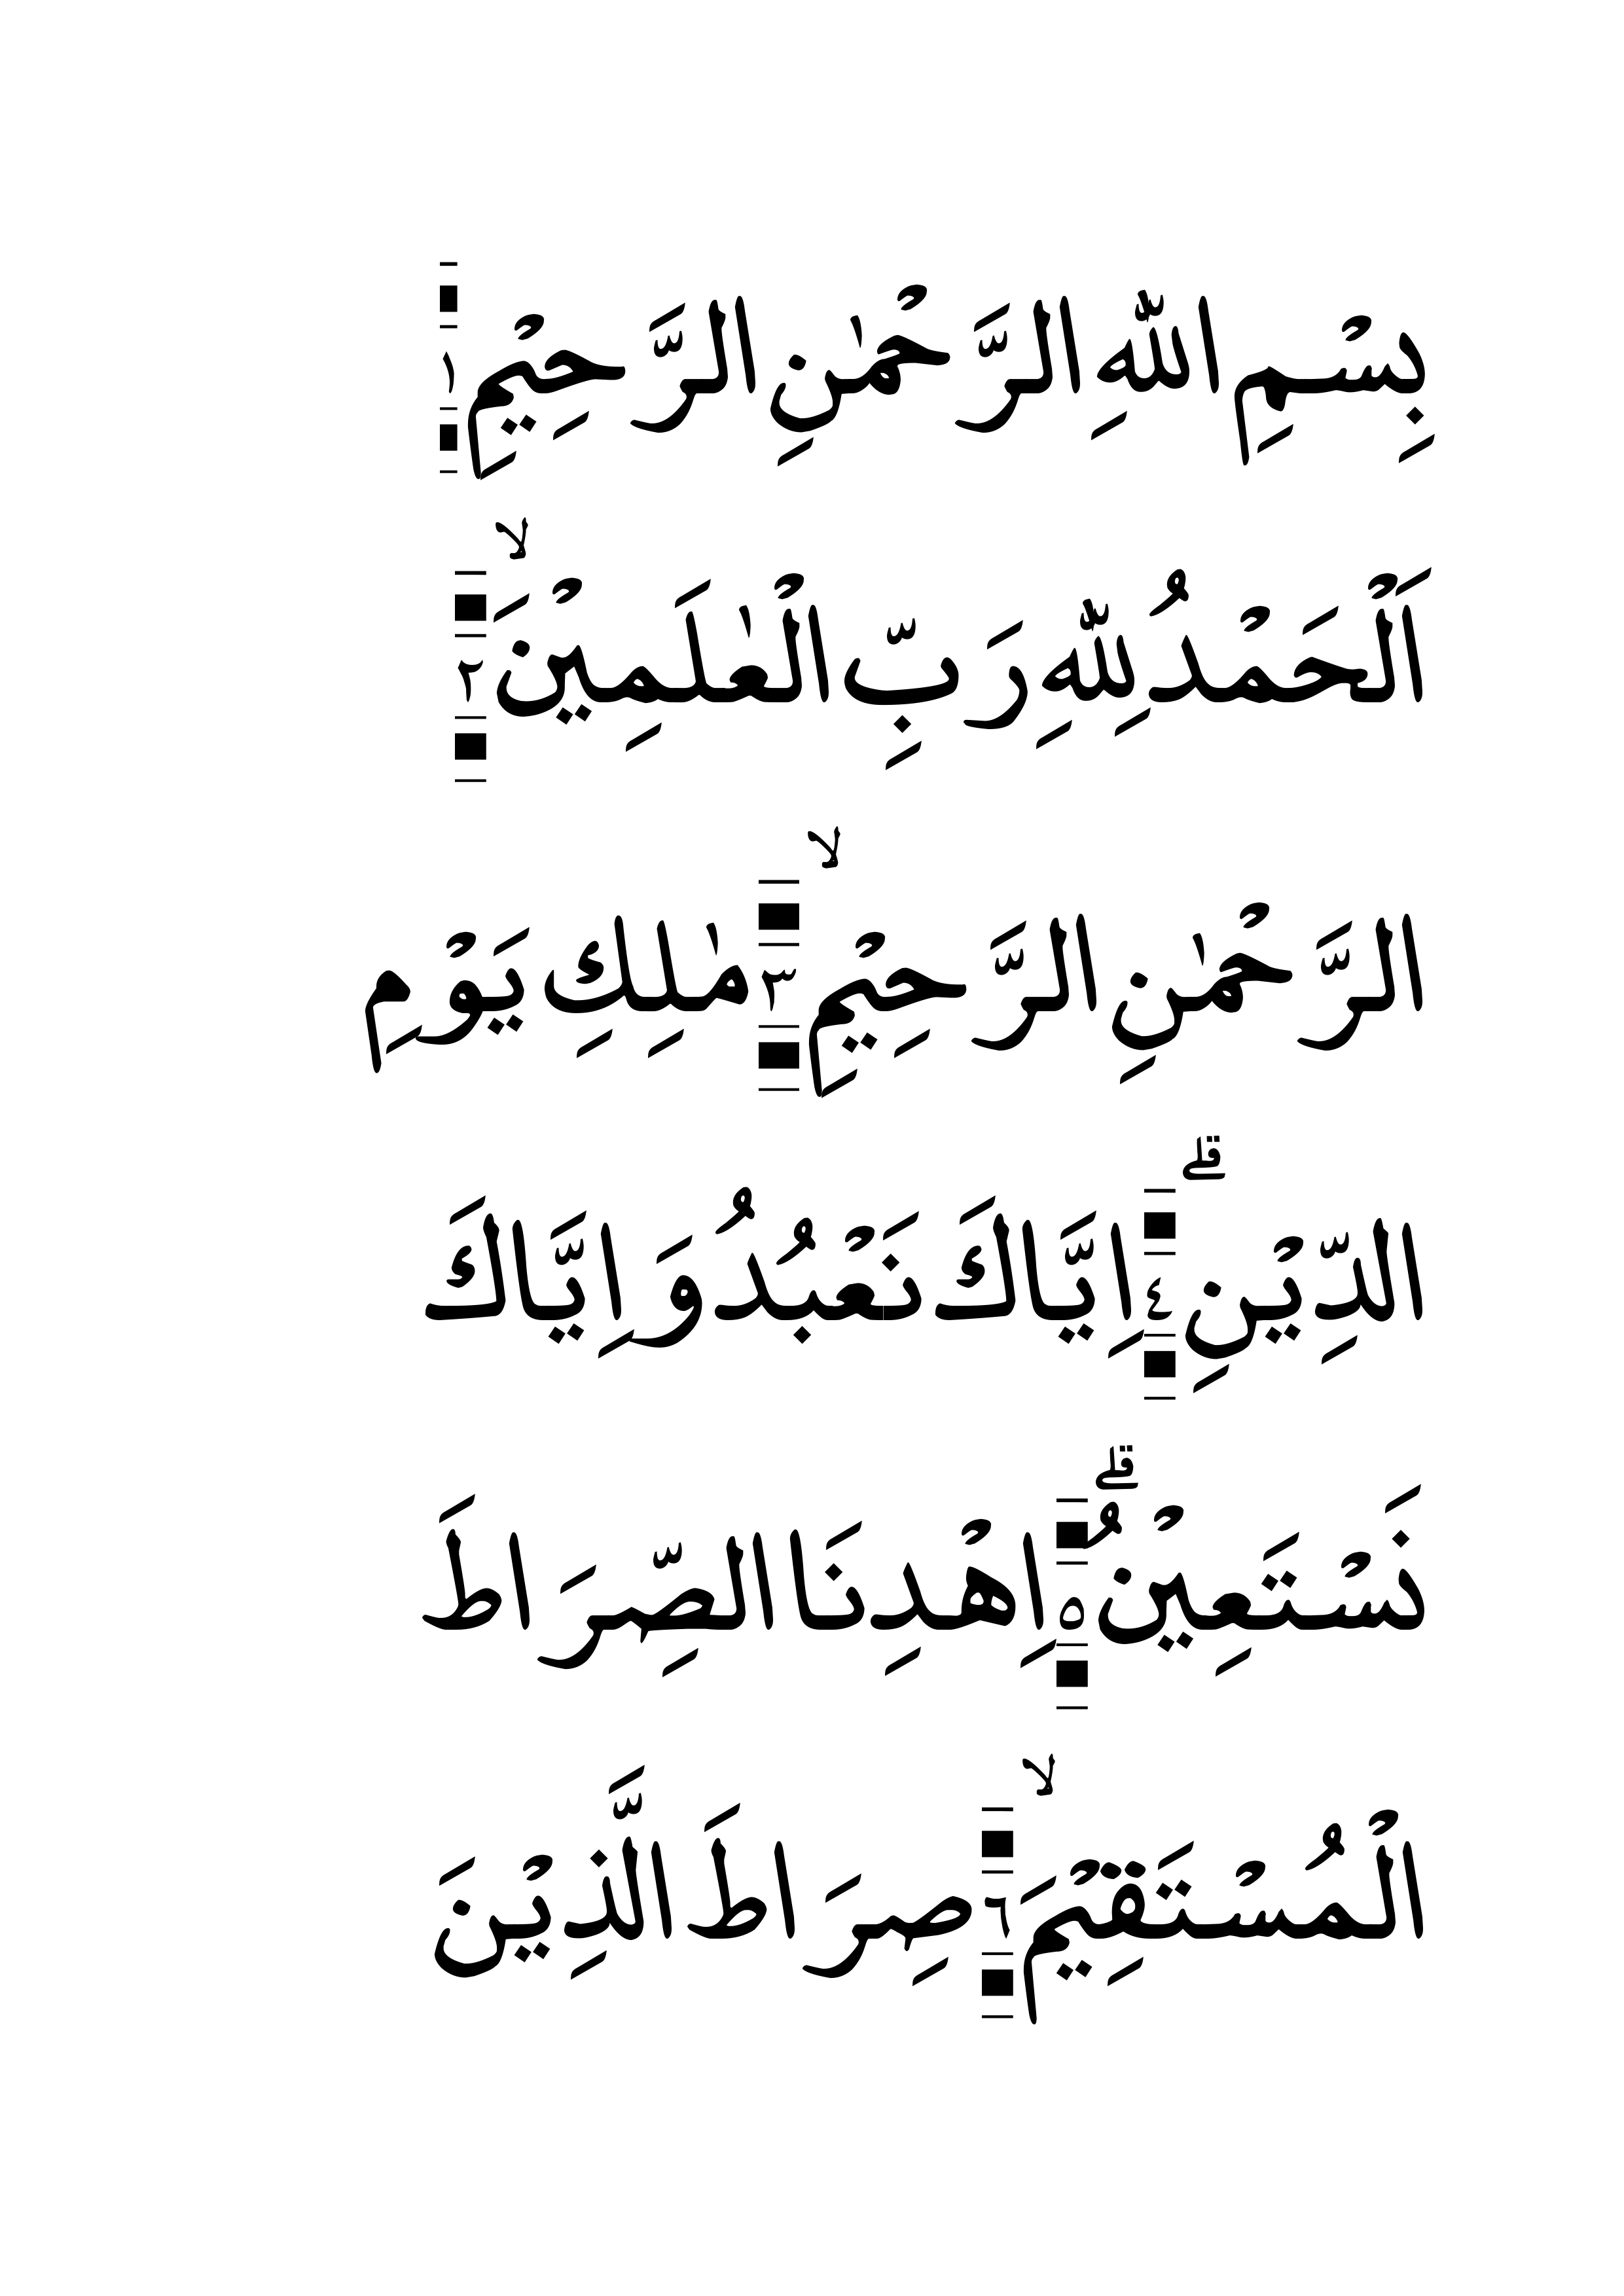 بِسْمِ اللّٰهِ الرَّحْمٰنِ الرَّحِيْمِ ١
اَلْحَمْدُ لِلّٰهِ رَبِّ الْعٰلَمِيْنَۙ ٢
الرَّحْمٰنِ الرَّحِيْمِۙ ٣ مٰلِكِ يَوْمِ
الدِّيْنِۗ ٤ اِيَّاكَ نَعْبُدُ وَاِيَّاكَ
نَسْتَعِيْنُۗ ٥ اِهْدِنَا الصِّرَاطَ
الْمُسْتَقِيْمَۙ ٦ صِرَاطَ الَّذِيْنَ